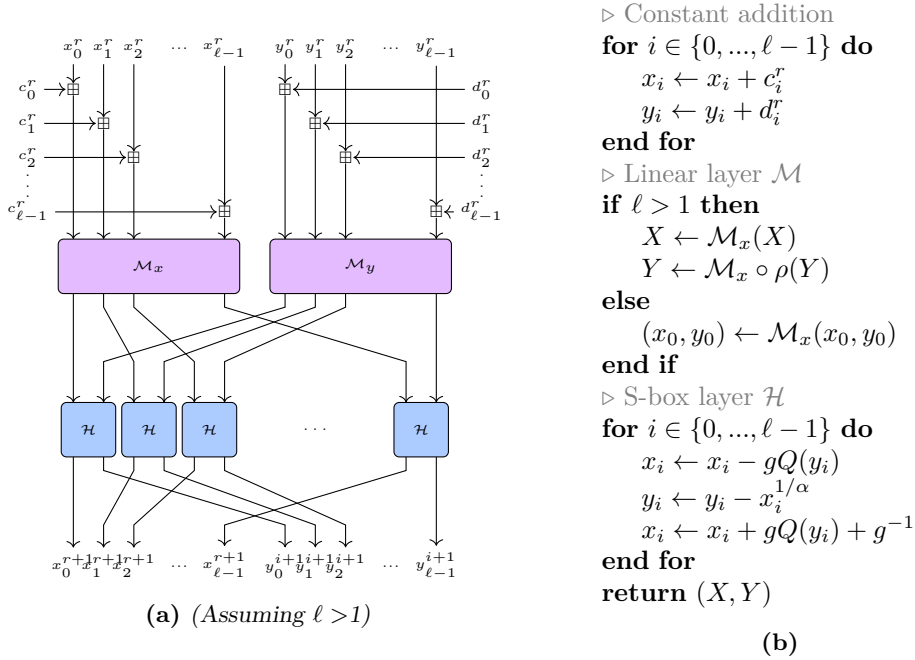 x_0^r x_1^r x_2^r ... x_{ℓ−1}^r y_0^r y_1^r y_2^r ... y_{ℓ−1}^r
c_0^r d_0^r
c_1^r d_1^r
c_2^r d_2^r
⋮ ⋮
c_{ℓ−1}^r d_{ℓ−1}^r
ℳ_x ℳ_y
ℋ ℋ ℋ ... ℋ
x_0^{r+1} x_1^{r+1} x_2^{r+1} ... x_{ℓ−1}^{r+1} y_0^{i+1} y_1^{i+1} y_2^{i+1} ... y_{ℓ−1}^{i+1}
(a) (Assuming ℓ >1)
▷ Constant addition
for i ∈ {0, ..., ℓ − 1} do
x_i ← x_i + c_i^r
y_i ← y_i + d_i^r
end for
▷ Linear layer ℳ
if ℓ > 1 then
X ← ℳ_x(X)
Y ← ℳ_x ∘ ρ(Y)
else
(x_0, y_0) ← ℳ_x(x_0, y_0)
end if
▷ S-box layer ℋ
for i ∈ {0, ..., ℓ − 1} do
x_i ← x_i − gQ(y_i)
y_i ← y_i − x_i^{1/α}
x_i ← x_i + gQ(y_i) + g^{−1}
end for
return (X, Y)
(b)